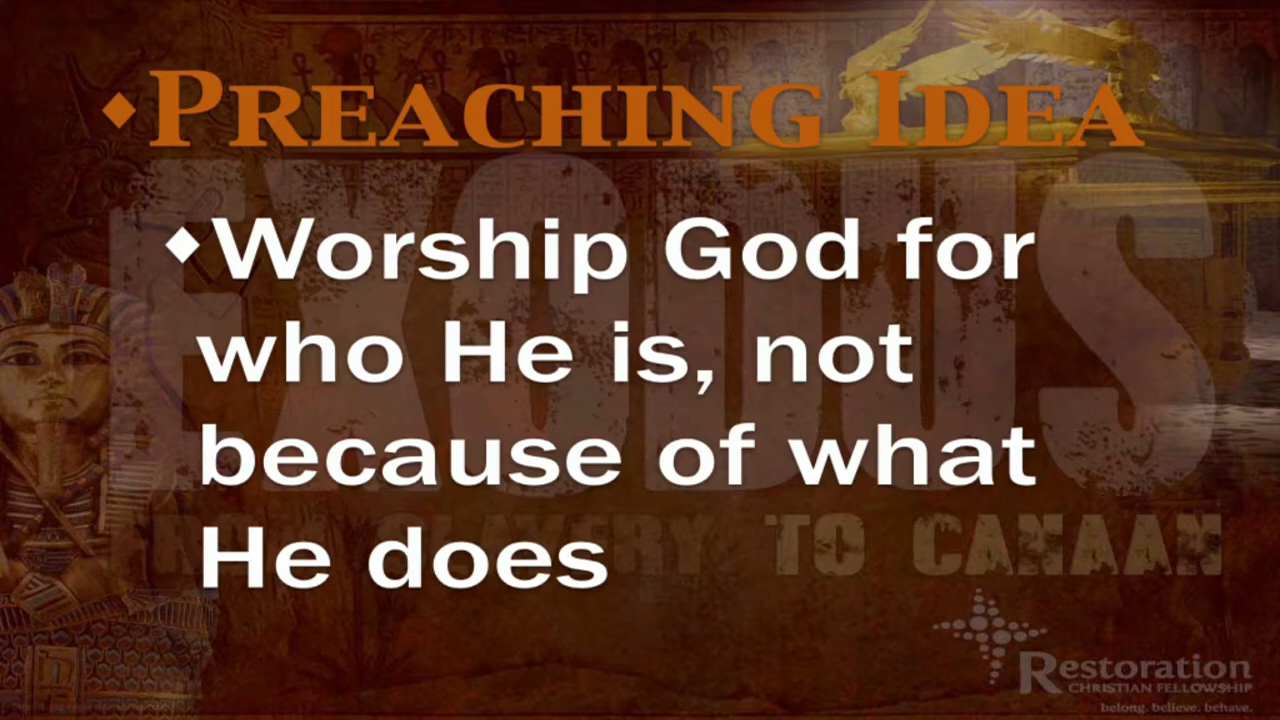 ◆PREACHING IDEA
◆Worship God for
who He is, not
because of what
He does
EXODUS
SLAVERY TO CANAAN
Restoration
CHRISTIAN FELLOWSHIP
belong. believe. behave.